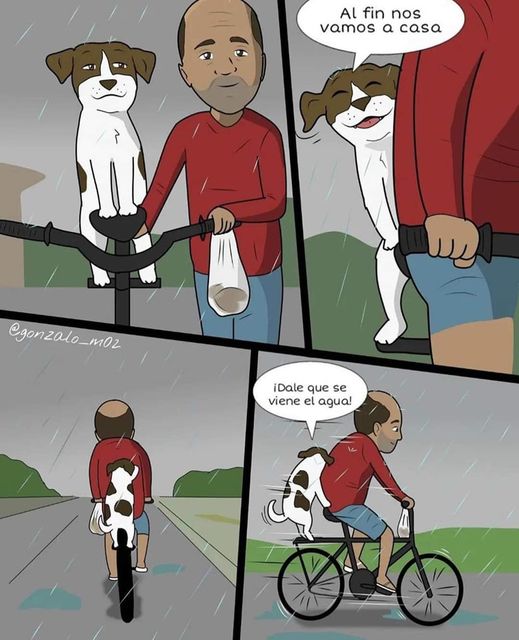 Al fin nos
vamos a casa
@gonzalo_m02
¡Dale que se
viene el agua!